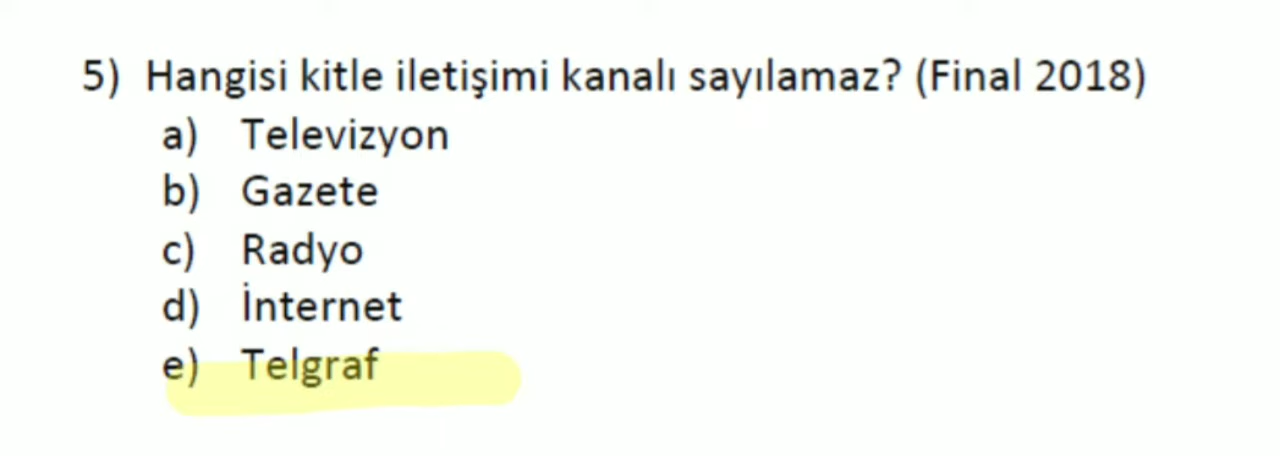 5) Hangisi kitle iletişimi kanalı sayılamaz? (Final 2018)
a) Televizyon
b) Gazete
c) Radyo
d) İnternet
e) Telgraf